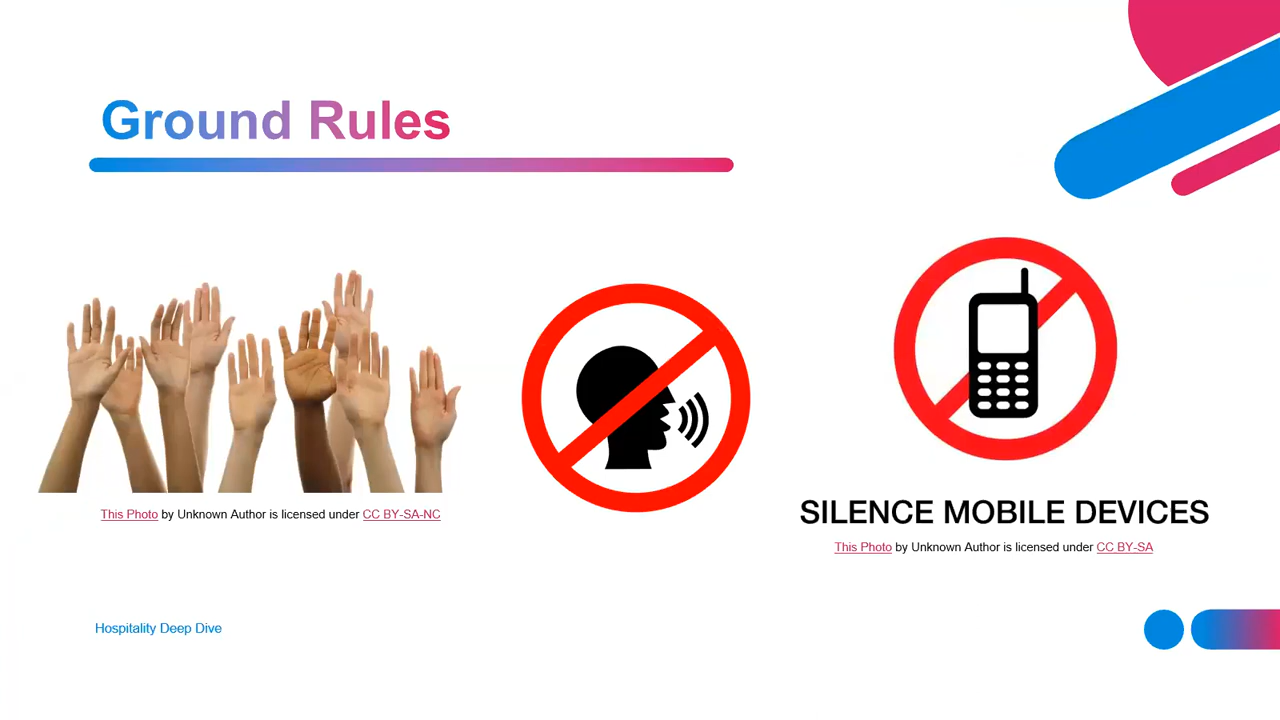 Ground Rules
This Photo by Unknown Author is licensed under CC BY-SA-NC
SILENCE MOBILE DEVICES
This Photo by Unknown Author is licensed under CC BY-SA
Hospitality Deep Dive